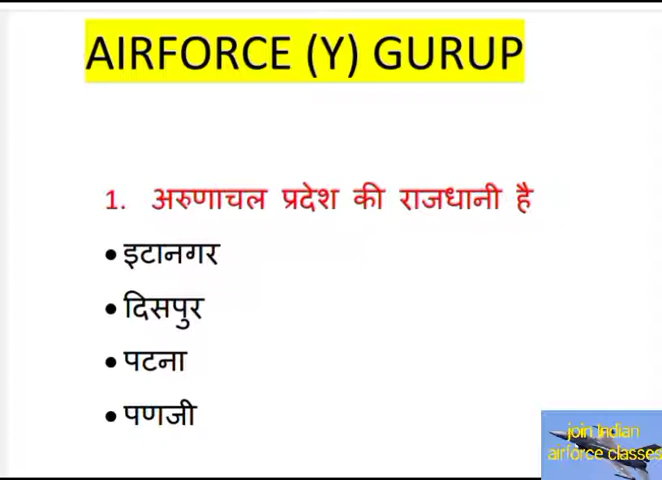 AIRFORCE (Y) GURUP
1. अरुणाचल प्रदेश की राजधानी है
• इटानगर
• दिसपुर
• पटना
• पणजी
join Indian
airforce classes